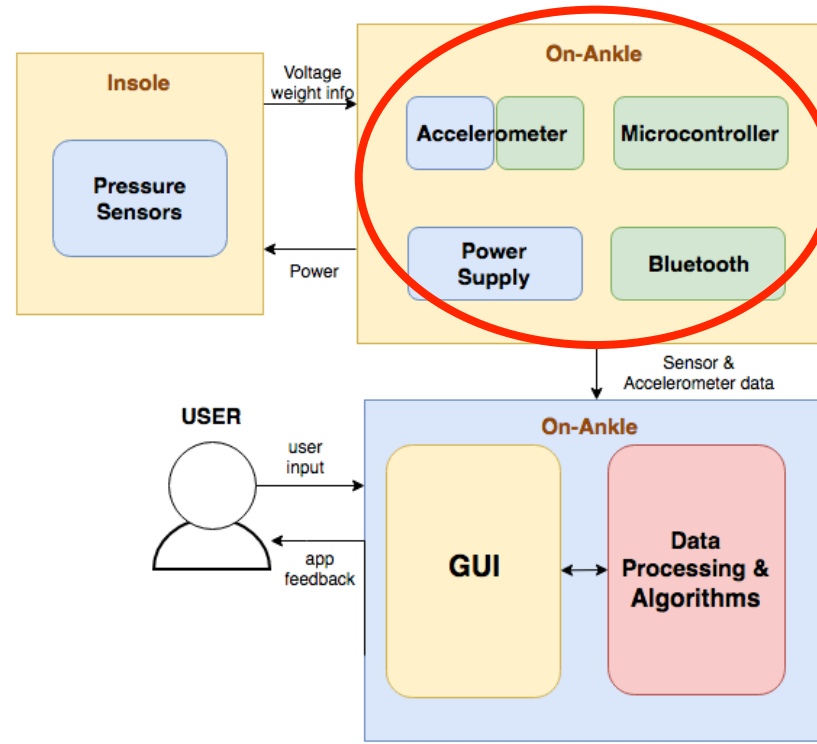 Insole
Pressure
Sensors
Voltage
weight info
Power
On-Ankle
Accelerometer
Microcontroller
Power
Supply
Bluetooth
Sensor &
Accelerometer data
USER
user
input
app
feedback
On-Ankle
GUI
Data
Processing &
Algorithms